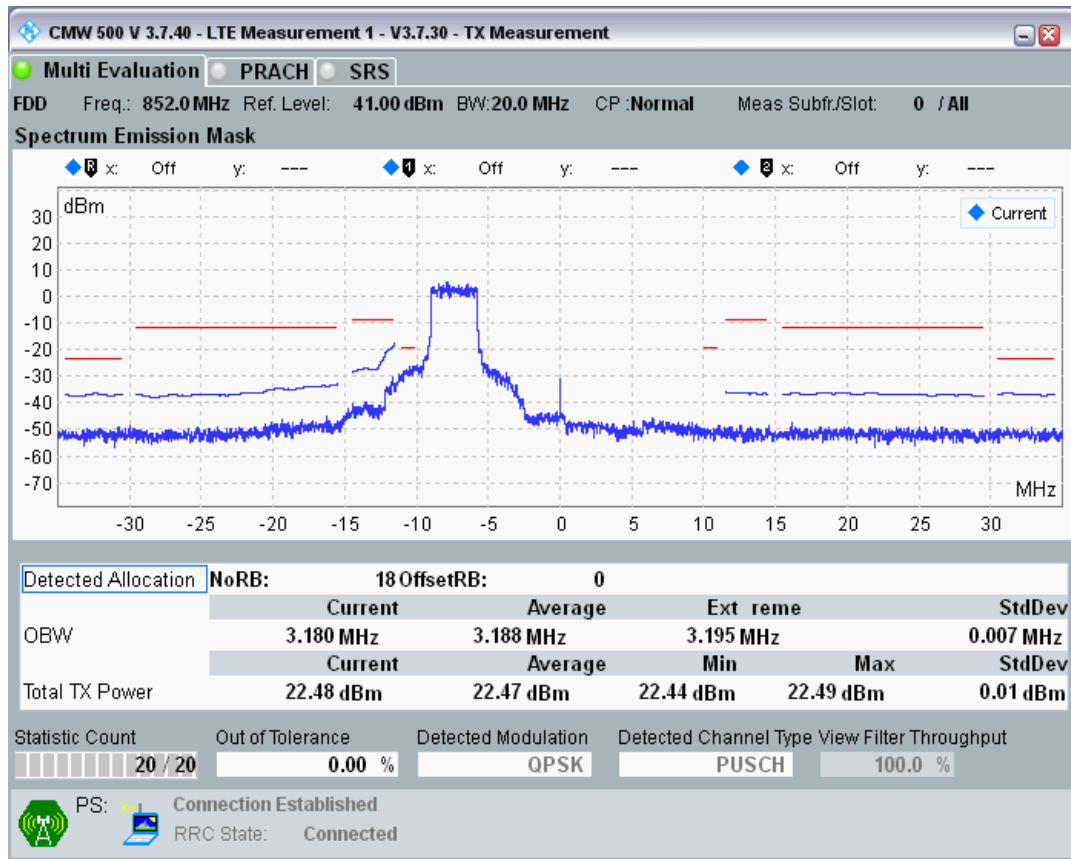 CMW 500 V 3.7.40 - LTE Measurement 1 - V3.7.30 - TX Measurement
Multi Evaluation PRACH SRS
FDD Freq.: 852.0 MHz Ref. Level: 41.00 dBm BW: 20.0 MHz CP : Normal Meas Subfr./Slot: 0 / All
Spectrum Emission Mask
R x: Off y: --- 1 x: Off y: --- 2 x: Off y: ---
dBm
Current
30
20
10
0
-10
-20
-30
-40
-50
-60
-70
MHz
-30 -25 -20 -15 -10 -5 0 5 10 15 20 25 30
Detected Allocation NoRB: 18 OffsetRB: 0
Current Average Ext reme StdDev
OBW 3.180 MHz 3.188 MHz 3.195 MHz 0.007 MHz
Current Average Min Max StdDev
Total TX Power 22.48 dBm 22.47 dBm 22.44 dBm 22.49 dBm 0.01 dBm
Statistic Count Out of Tolerance Detected Modulation Detected Channel Type View Filter Throughput
20 / 20 0.00 % QPSK PUSCH 100.0 %
PS: Connection Established
RRC State: Connected